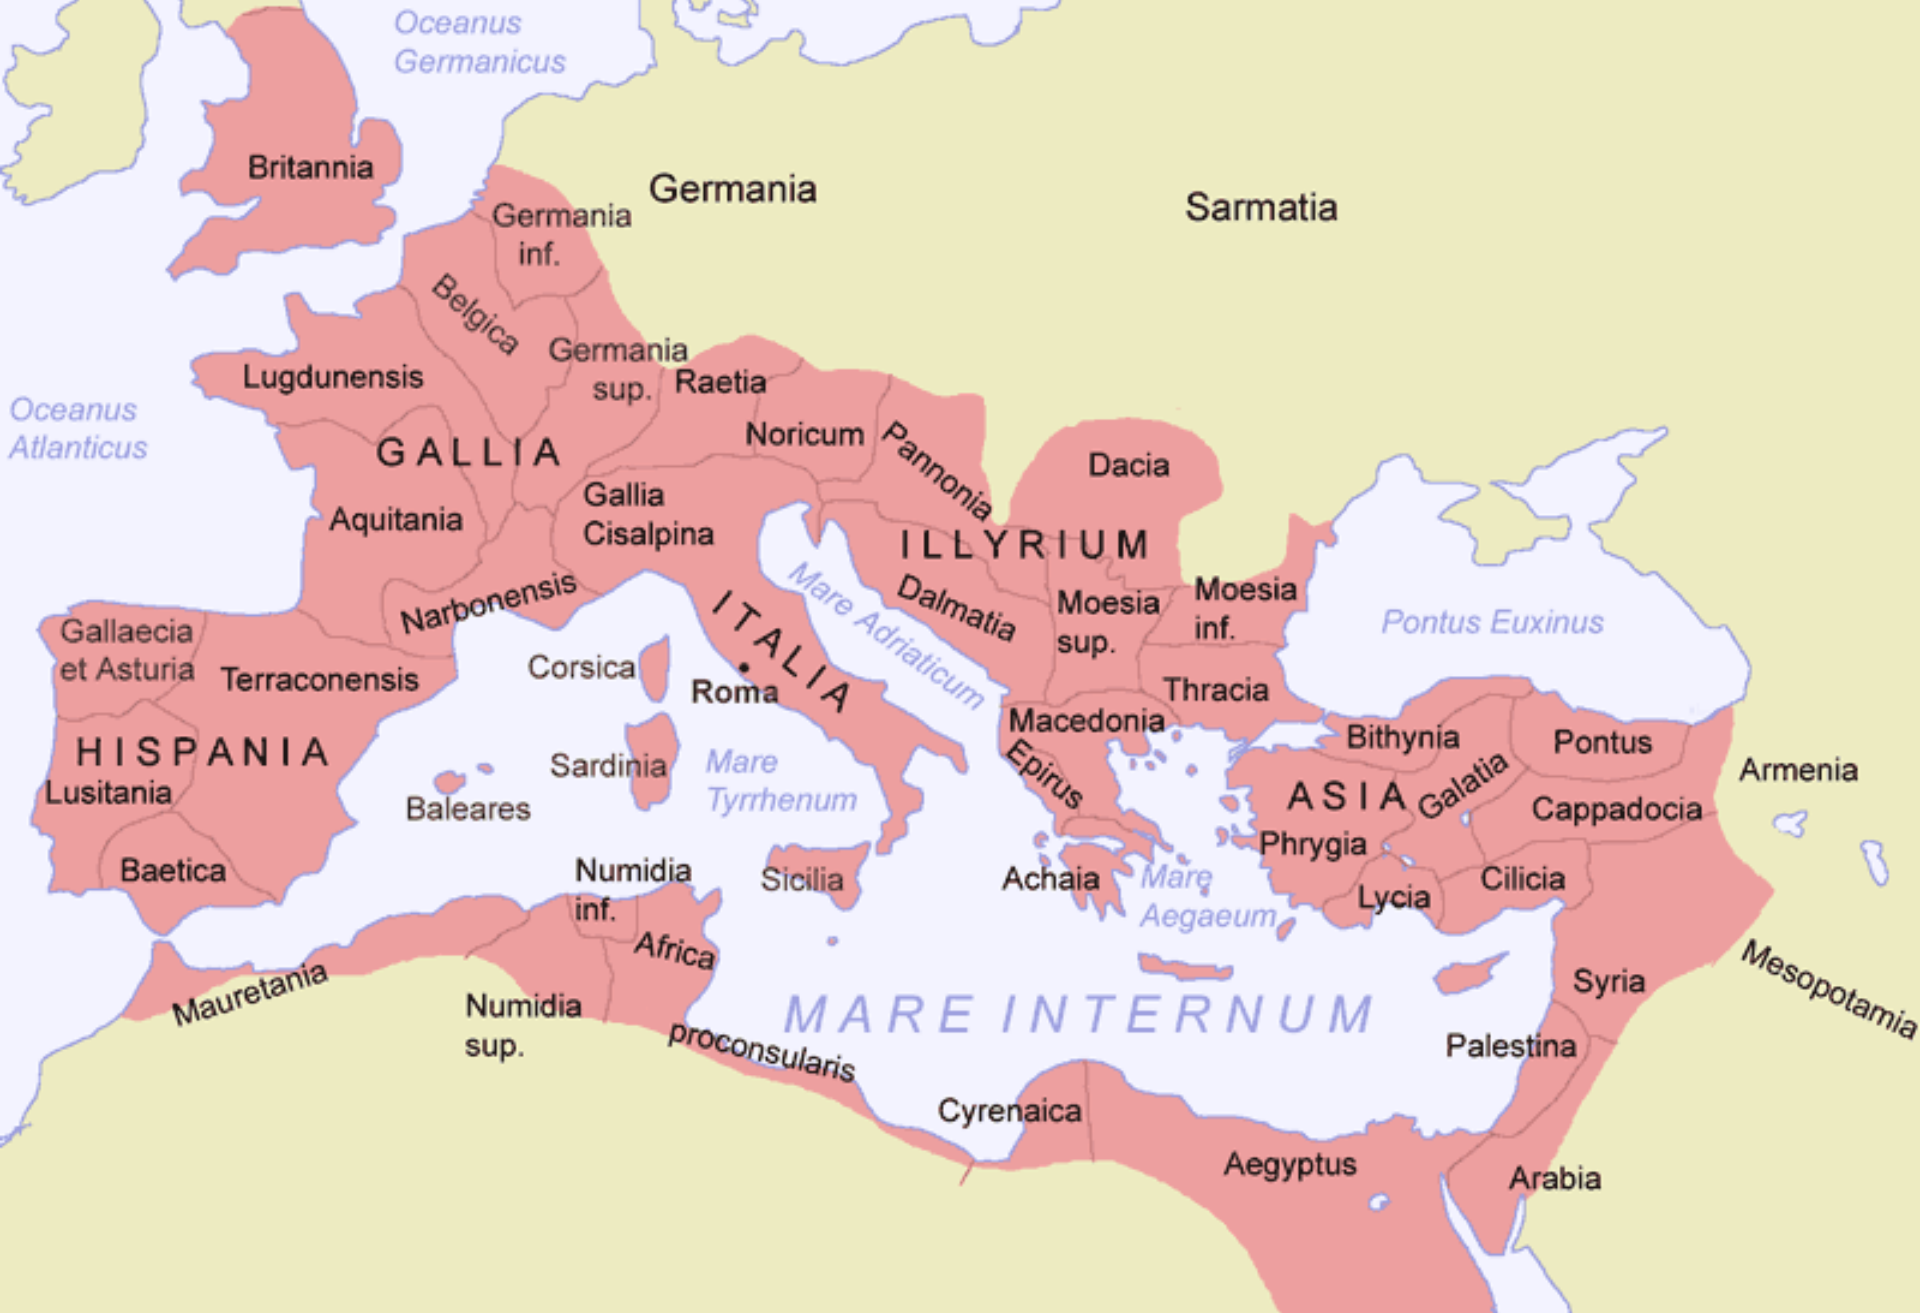 Oceanus
Germanicus
Britannia
Germania
Sarmatia
Germania
inf.
Belgica
Germania
sup.
Lugdunensis
Raetia
Oceanus
Atlanticus
GALLIA
Noricum
Pannonia
Dacia
Gallia
Cisalpina
Aquitania
ILLYRIUM
Narbonensis
Mare Adriaticum
Dalmatia
Moesia
sup.
Moesia
inf.
Pontus Euxinus
Gallaecia
et Asturia
Terraconensis
Corsica
ITALIA
Roma
Thracia
Macedonia
HISPANIA
Lusitania
Baleares
Sardinia
Mare
Tyrrhenum
Epirus
Bithynia
Pontus
Armenia
ASIA
Galatia
Cappadocia
Phrygia
Baetica
Numidia
inf.
Sicilia
Achaia
Mare
Aegaeum
Lycia
Cilicia
Africa
Mauretania
Numidia
sup.
proconsularis
MARE INTERNUM
Syria
Mesopotamia
Palestina
Cyrenaica
Aegyptus
Arabia